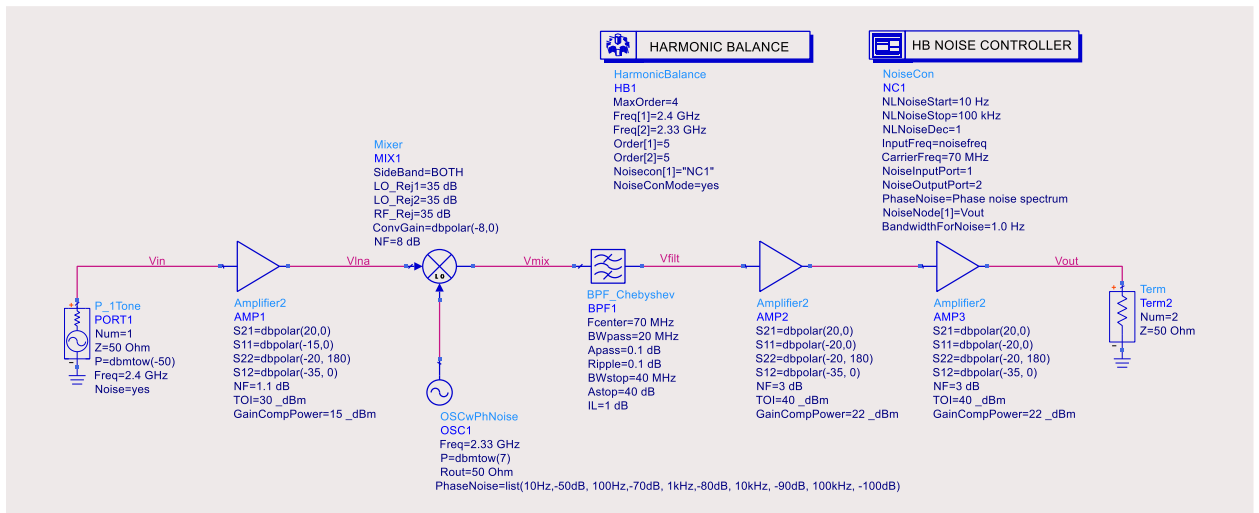 HARMONIC BALANCE
HarmonicBalance
HB1
MaxOrder=4
Freq[1]=2.4 GHz
Freq[2]=2.33 GHz
Order[1]=5
Order[2]=5
Noisecon[1]="NC1"
NoiseConMode=yes
HB NOISE CONTROLLER
NoiseCon
NC1
NLNoiseStart=10 Hz
NLNoiseStop=100 kHz
NLNoiseDec=1
InputFreq=noisefreq
CarrierFreq=70 MHz
NoiseInputPort=1
NoiseOutputPort=2
PhaseNoise=Phase noise spectrum
NoiseNode[1]=Vout
BandwidthForNoise=1.0 Hz
Mixer
MIX1
SideBand=BOTH
LO_Rej1=35 dB
LO_Rej2=35 dB
RF_Rej=35 dB
ConvGain=dbpolar(-8,0)
NF=8 dB
Vin
Vlna
LO
Vmix
Vfilt
Vout
P_1Tone
PORT1
Num=1
Z=50 Ohm
P=dbmtow(-50)
Freq=2.4 GHz
Noise=yes
Amplifier2
AMP1
S21=dbpolar(20,0)
S11=dbpolar(-15,0)
S22=dbpolar(-20, 180)
S12=dbpolar(-35, 0)
NF=1.1 dB
TOI=30 _dBm
GainCompPower=15 _dBm
OSCwPhNoise
OSC1
Freq=2.33 GHz
P=dbmtow(7)
Rout=50 Ohm
PhaseNoise=list(10Hz,-50dB, 100Hz,-70dB, 1kHz,-80dB, 10kHz, -90dB, 100kHz, -100dB)
BPF_Chebyshev
BPF1
Fcenter=70 MHz
BWpass=20 MHz
Apass=0.1 dB
Ripple=0.1 dB
BWstop=40 MHz
Astop=40 dB
IL=1 dB
Amplifier2
AMP2
S21=dbpolar(20,0)
S11=dbpolar(-20,0)
S22=dbpolar(-20, 180)
S12=dbpolar(-35, 0)
NF=3 dB
TOI=40 _dBm
GainCompPower=22 _dBm
Amplifier2
AMP3
S21=dbpolar(20,0)
S11=dbpolar(-20,0)
S22=dbpolar(-20, 180)
S12=dbpolar(-35, 0)
NF=3 dB
TOI=40 _dBm
GainCompPower=22 _dBm
Term
Term2
Num=2
Z=50 Ohm